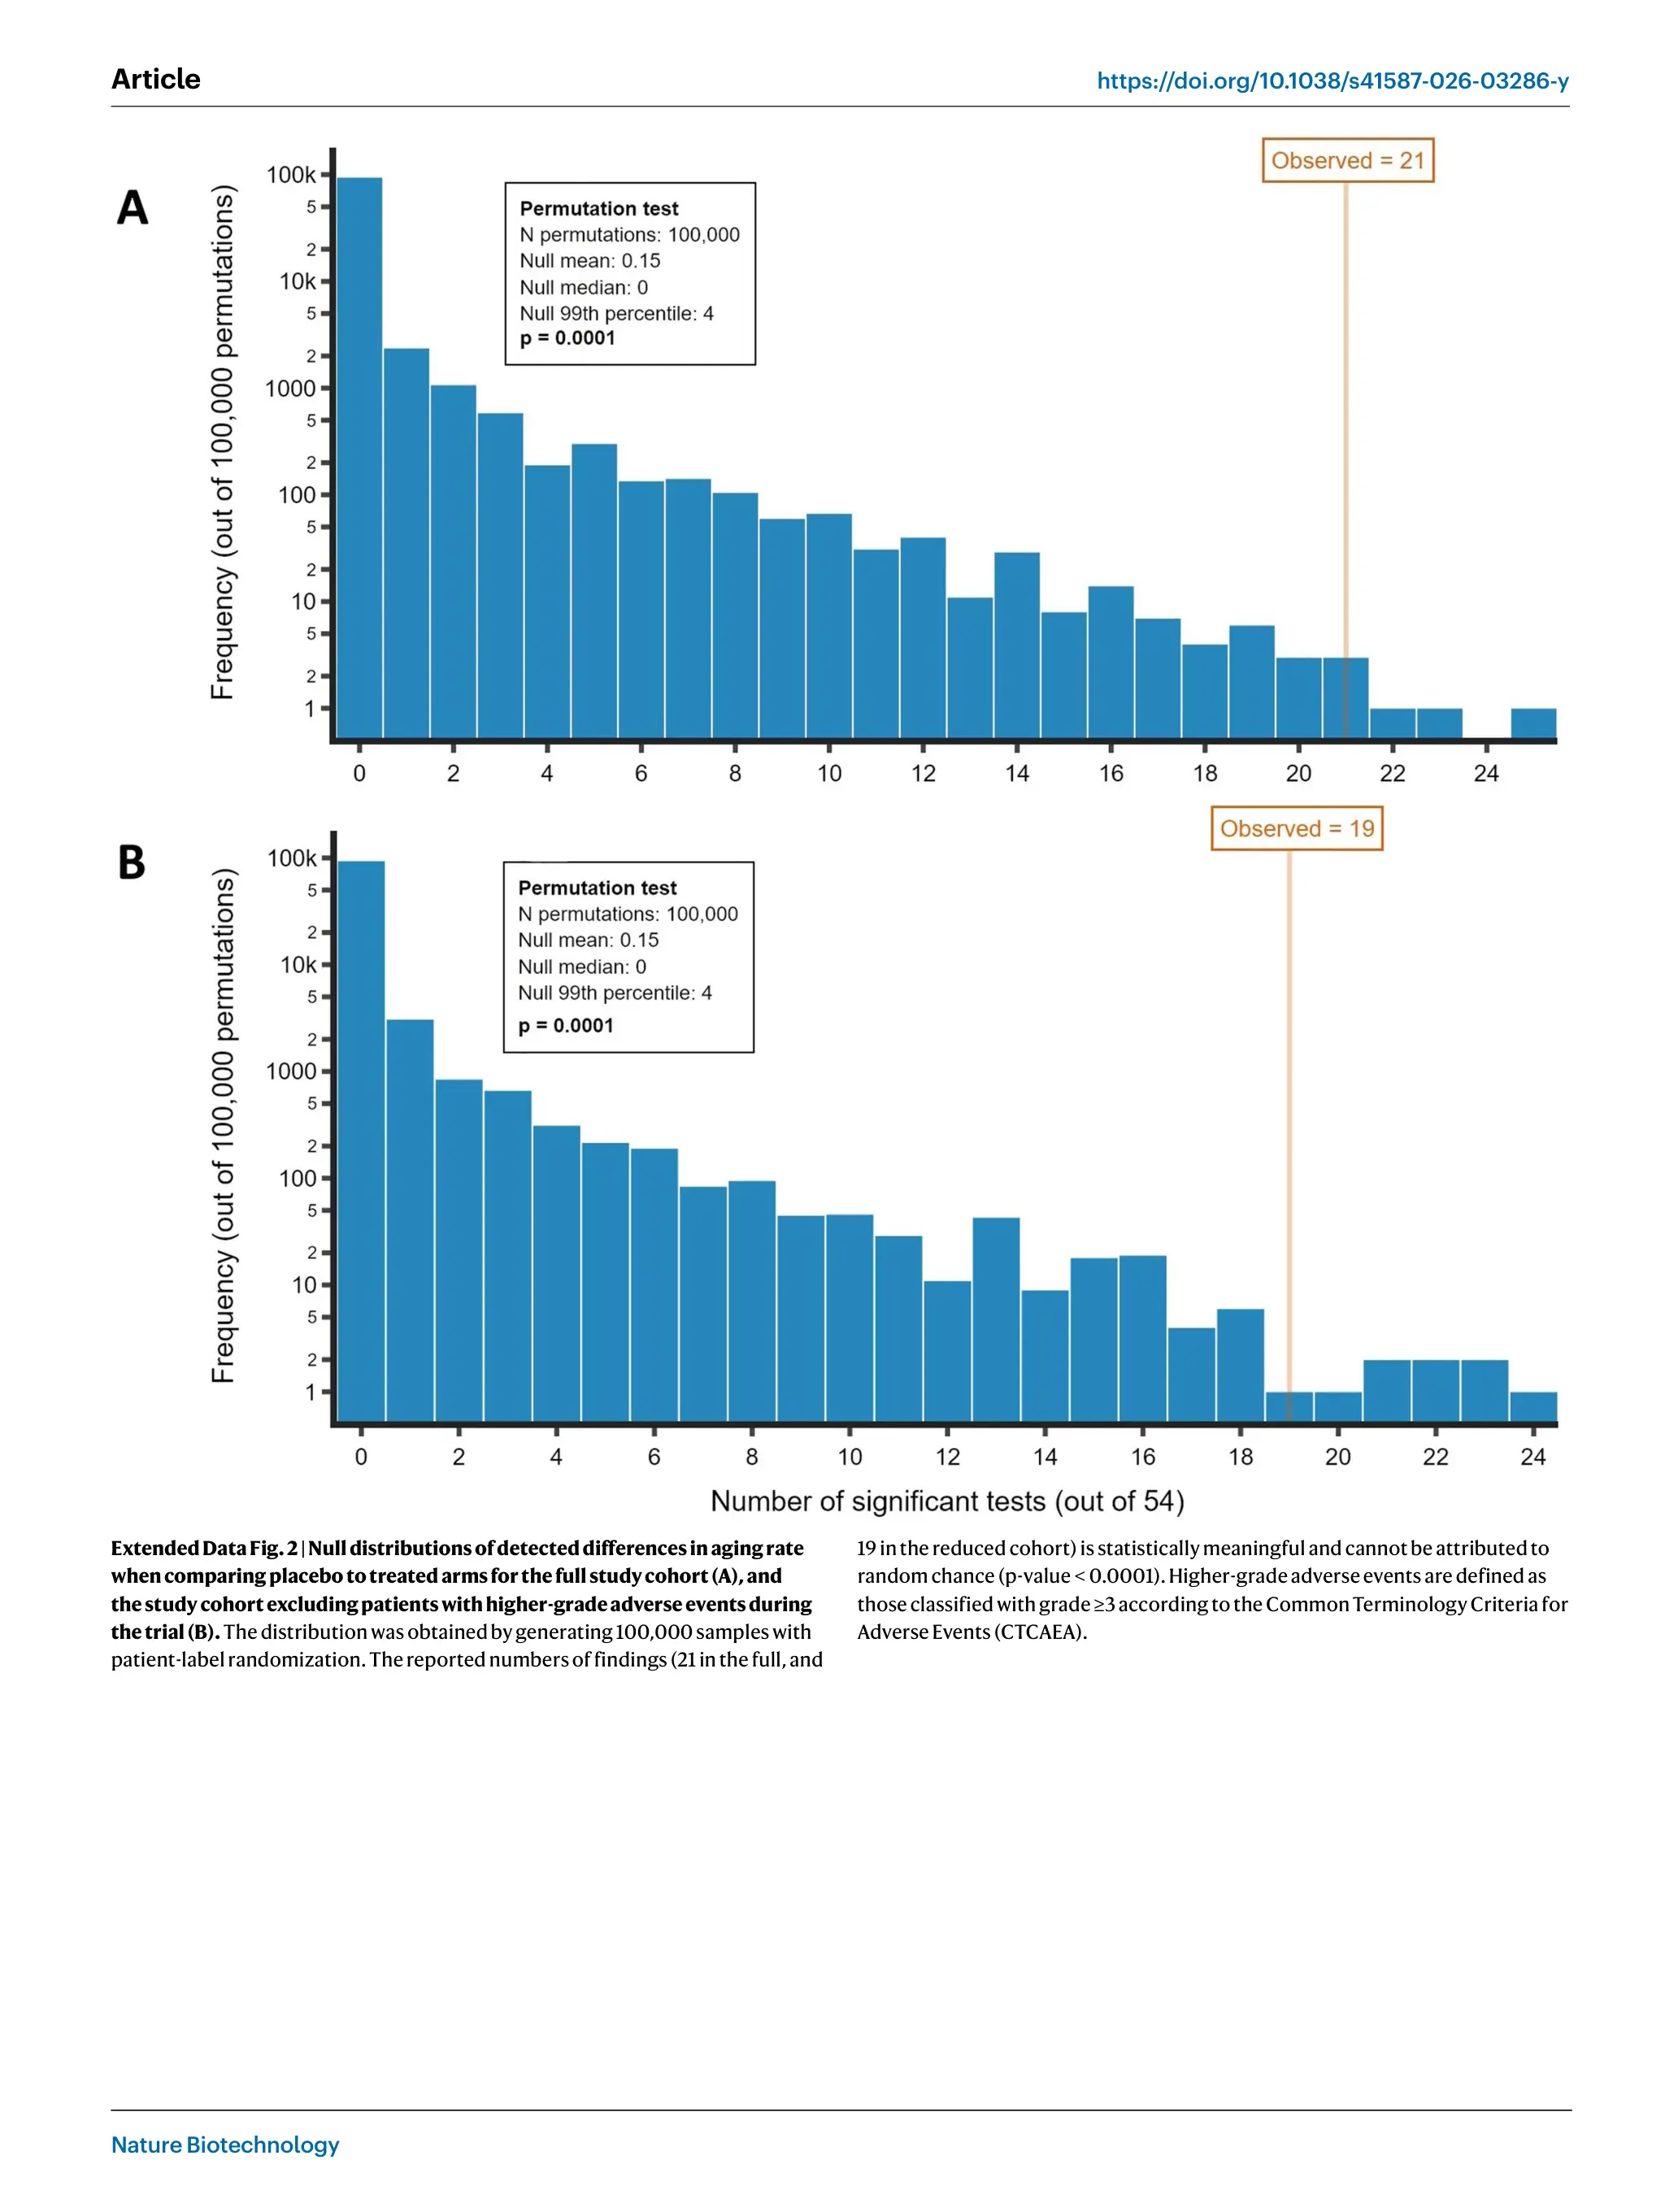 Article
https://doi.org/10.1038/s41587-026-03286-y
A
Frequency (out of 100,000 permutations)
100k
5
2
10k
5
2
1000
5
2
100
5
2
10
5
2
1
Permutation test
N permutations: 100,000
Null mean: 0.15
Null median: 0
Null 99th percentile: 4
p = 0.0001
Observed = 21
0 2 4 6 8 10 12 14 16 18 20 22 24
B
Frequency (out of 100,000 permutations)
100k
5
2
10k
5
2
1000
5
2
100
5
2
10
5
2
1
Permutation test
N permutations: 100,000
Null mean: 0.15
Null median: 0
Null 99th percentile: 4
p = 0.0001
Observed = 19
0 2 4 6 8 10 12 14 16 18 20 22 24
Number of significant tests (out of 54)
Extended Data Fig. 2 | Null distributions of detected differences in aging rate
when comparing placebo to treated arms for the full study cohort (A), and
the study cohort excluding patients with higher-grade adverse events during
the trial (B). The distribution was obtained by generating 100,000 samples with
patient-label randomization. The reported numbers of findings (21 in the full, and
19 in the reduced cohort) is statistically meaningful and cannot be attributed to
random chance (p-value < 0.0001). Higher-grade adverse events are defined as
those classified with grade ≥3 according to the Common Terminology Criteria for
Adverse Events (CTCAEA).
Nature Biotechnology